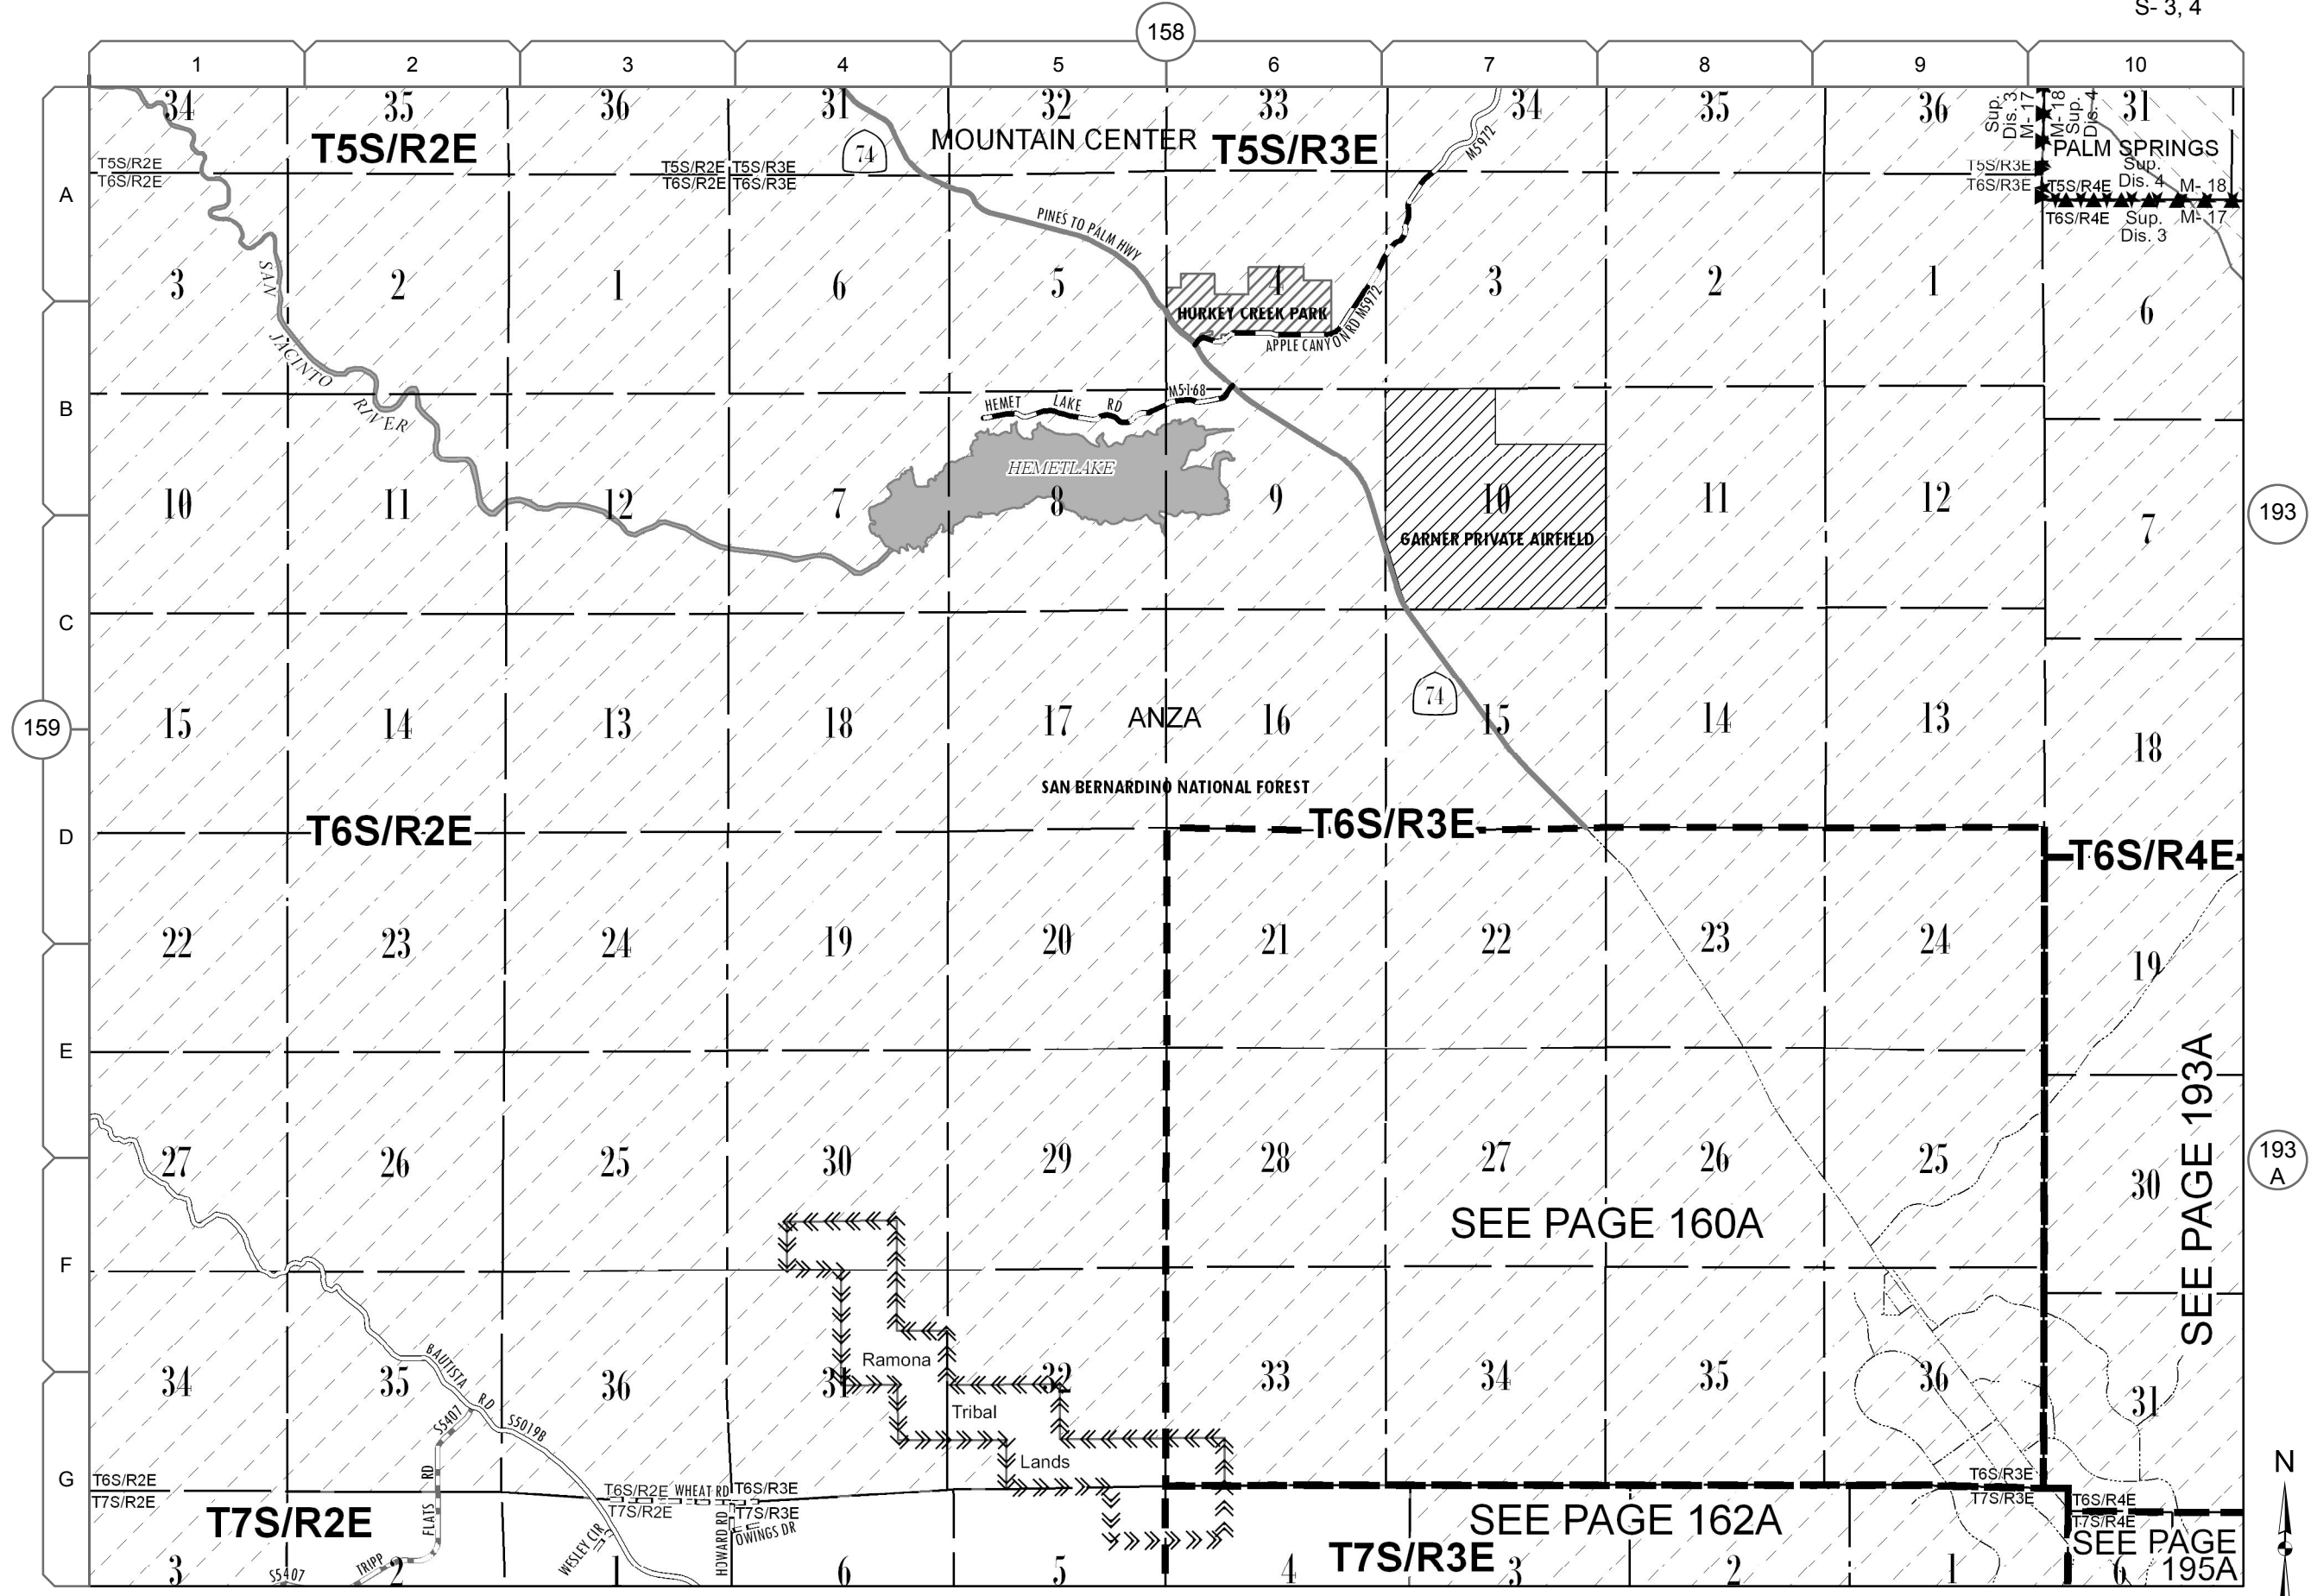 S- 3, 4
158
1 2 3 4 5 6 7 8 9 10
34 35 36 31 32 33 34 35 36 31
Sup. Dis. 3
M- 17
M- 18
Sup. Dis. 4
T5S/R2E
74
MOUNTAIN CENTER
T5S/R3E
M5972
PALM SPRINGS
T5S/R2E
T6S/R2E
T5S/R2E T5S/R3E
T6S/R2E T6S/R3E
T5S/R3E
T6S/R3E
Sup.
T5S/R4E Dis. 4 M- 18
T6S/R4E Sup. M- 17
Dis. 3
A
PINES TO PALM HWY
SAN
3 2 1 6 5 4 3 2 1 6
HURKEY CREEK PARK
APPLE CANYON RD M5972
JACINTO
RIVER
B
HEMET LAKE RD
M5168
HEMETLAKE
10 11 12 7 8 9 10 11 12 7
GARNER PRIVATE AIRFIELD
193
C
159
74
15 14 13 18 17 16 15 14 13 18
ANZA
SAN BERNARDINO NATIONAL FOREST
D
T6S/R2E
T6S/R3E
T6S/R4E
22 23 24 19 20 21 22 23 24 19
E
27 26 25 30 29 28 27 26 25 30
193
A
SEE PAGE 193A
SEE PAGE 160A
F
Ramona
34 35 36 31 32 33 34 35 36 31
BAUTISTA RD
S5407
S5019B
Tribal
Lands
G
T6S/R2E
T7S/R2E
T6S/R2E
T7S/R2E
WHEAT RD
T6S/R3E
T7S/R3E
T6S/R3E
T7S/R3E
T6S/R4E
T7S/R4E
N
T7S/R2E
TRIPP FLATS RD
WESLEY CIR
HOWARD RD
OWINGS DR
SEE PAGE 162A
SEE PAGE
195A
T7S/R3E
3 2 1 6 5 4 3 2 1 6
S5407